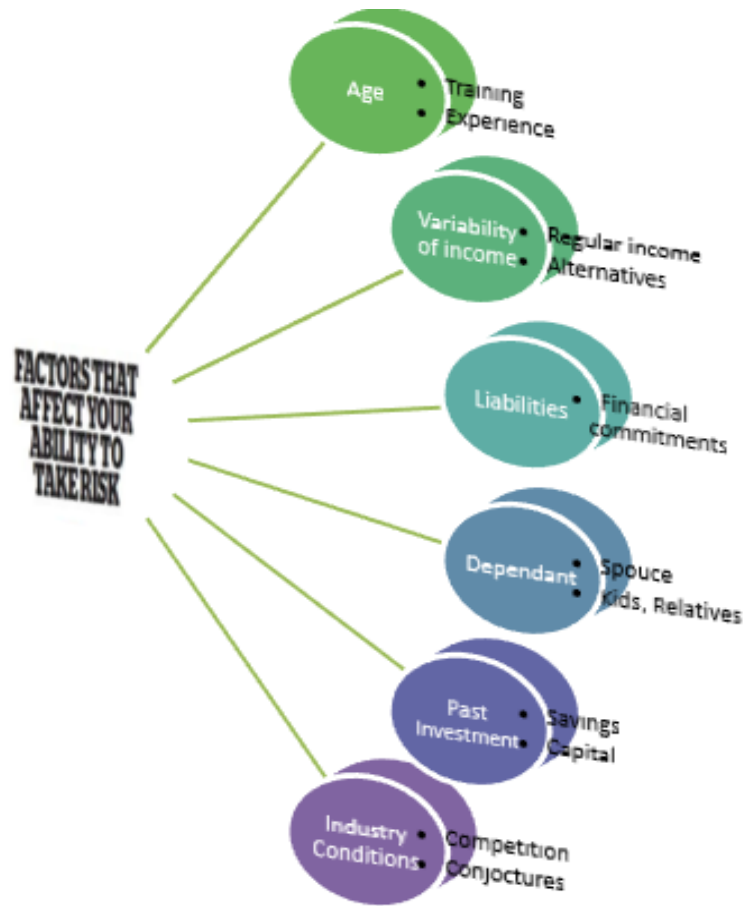 FACTORS THAT
AFFECT YOUR
ABILITY TO
TAKE RISK
Age
• Training
• Experience
Variability
of income
• Regular income
• Alternatives
Liabilities
• Financial
commitments
Dependant
• Spouce
• Kids, Relatives
Past
Investment
• Savings
• Capital
Industry
Conditions
• Competition
• Conjoctures